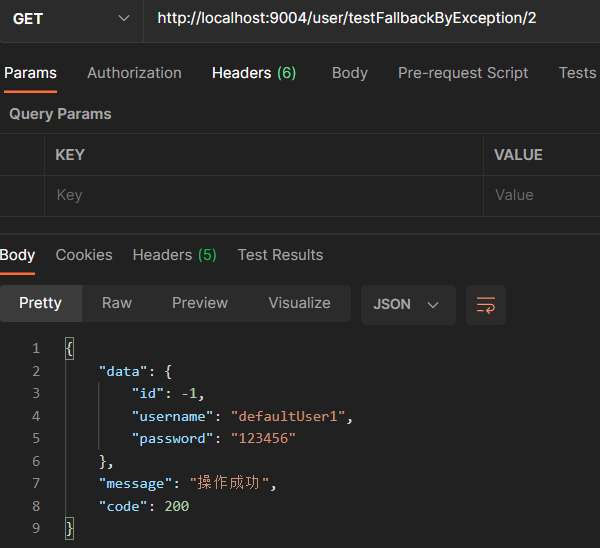 GET http://localhost:9004/user/testFallbackByException/2
Params Authorization Headers (6) Body Pre-request Script Tests
Query Params
KEY VALUE
Key Value
Body Cookies Headers (5) Test Results
Pretty Raw Preview Visualize JSON
1 {
2 "data": {
3 "id": -1,
4 "username": "defaultUser1",
5 "password": "123456"
6 },
7 "message": "操作成功",
8 "code": 200
9 }